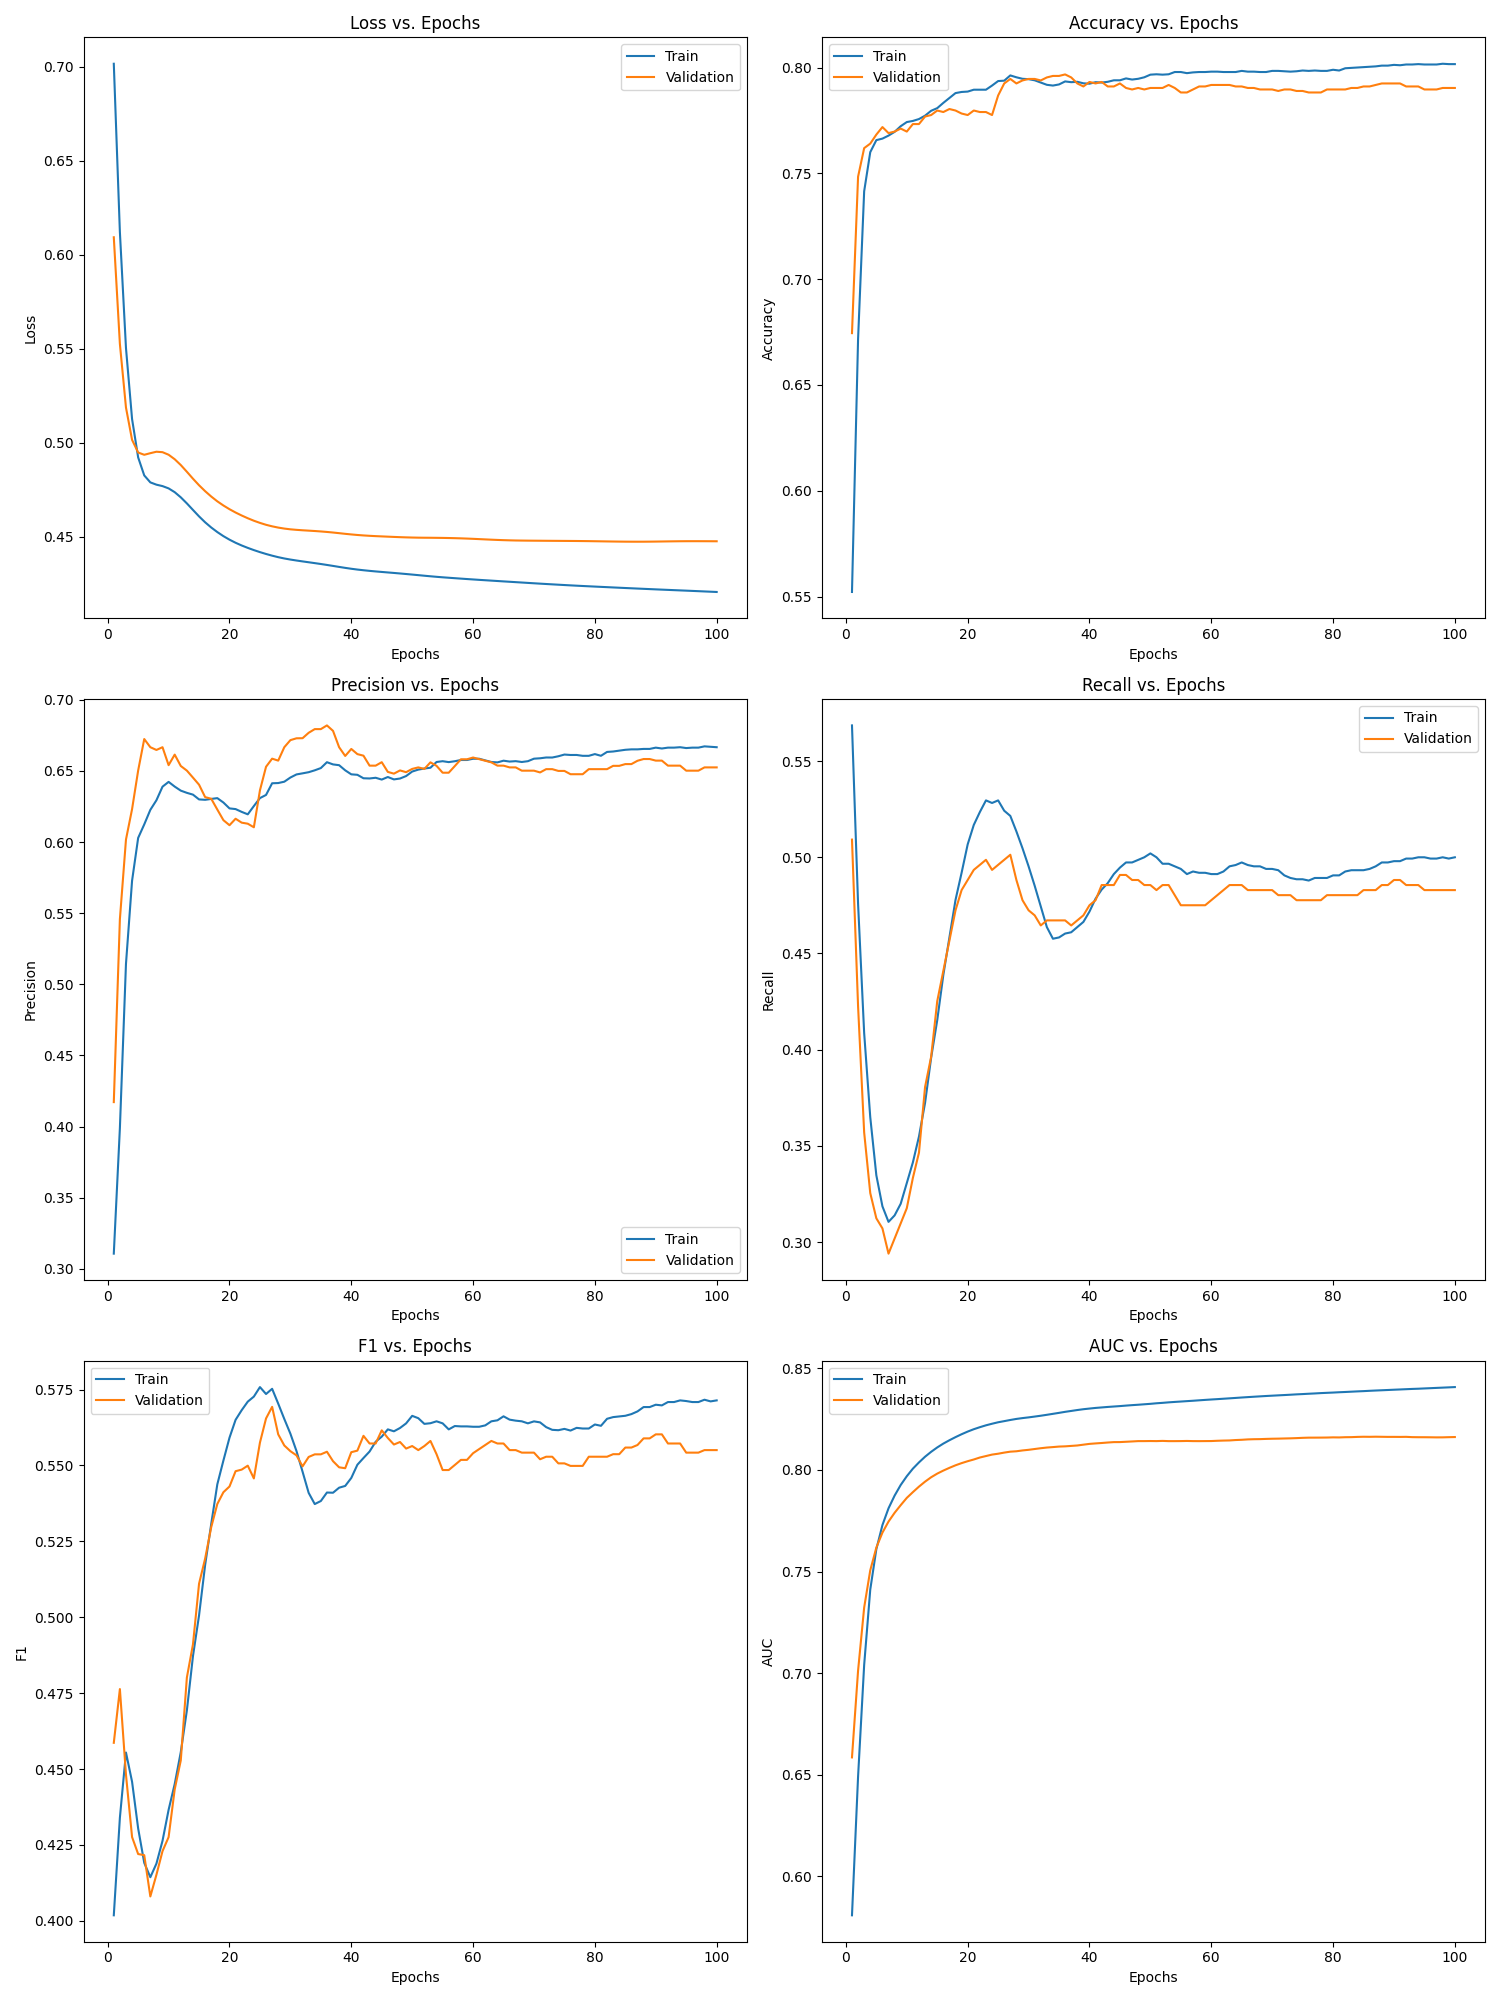 Loss vs. Epochs
Train
Validation
0.70
0.65
0.60
0.55
0.50
0.45
Loss
0 20 40 60 80 100
Epochs
Accuracy vs. Epochs
Train
Validation
0.80
0.75
0.70
0.65
0.60
0.55
Accuracy
0 20 40 60 80 100
Epochs
Precision vs. Epochs
0.70
0.65
0.60
0.55
0.50
0.45
0.40
0.35
0.30
Precision
Train
Validation
0 20 40 60 80 100
Epochs
Recall vs. Epochs
Train
Validation
0.55
0.50
0.45
0.40
0.35
0.30
Recall
0 20 40 60 80 100
Epochs
F1 vs. Epochs
Train
Validation
0.575
0.550
0.525
0.500
0.475
0.450
0.425
0.400
F1
0 20 40 60 80 100
Epochs
AUC vs. Epochs
Train
Validation
0.85
0.80
0.75
0.70
0.65
0.60
AUC
0 20 40 60 80 100
Epochs